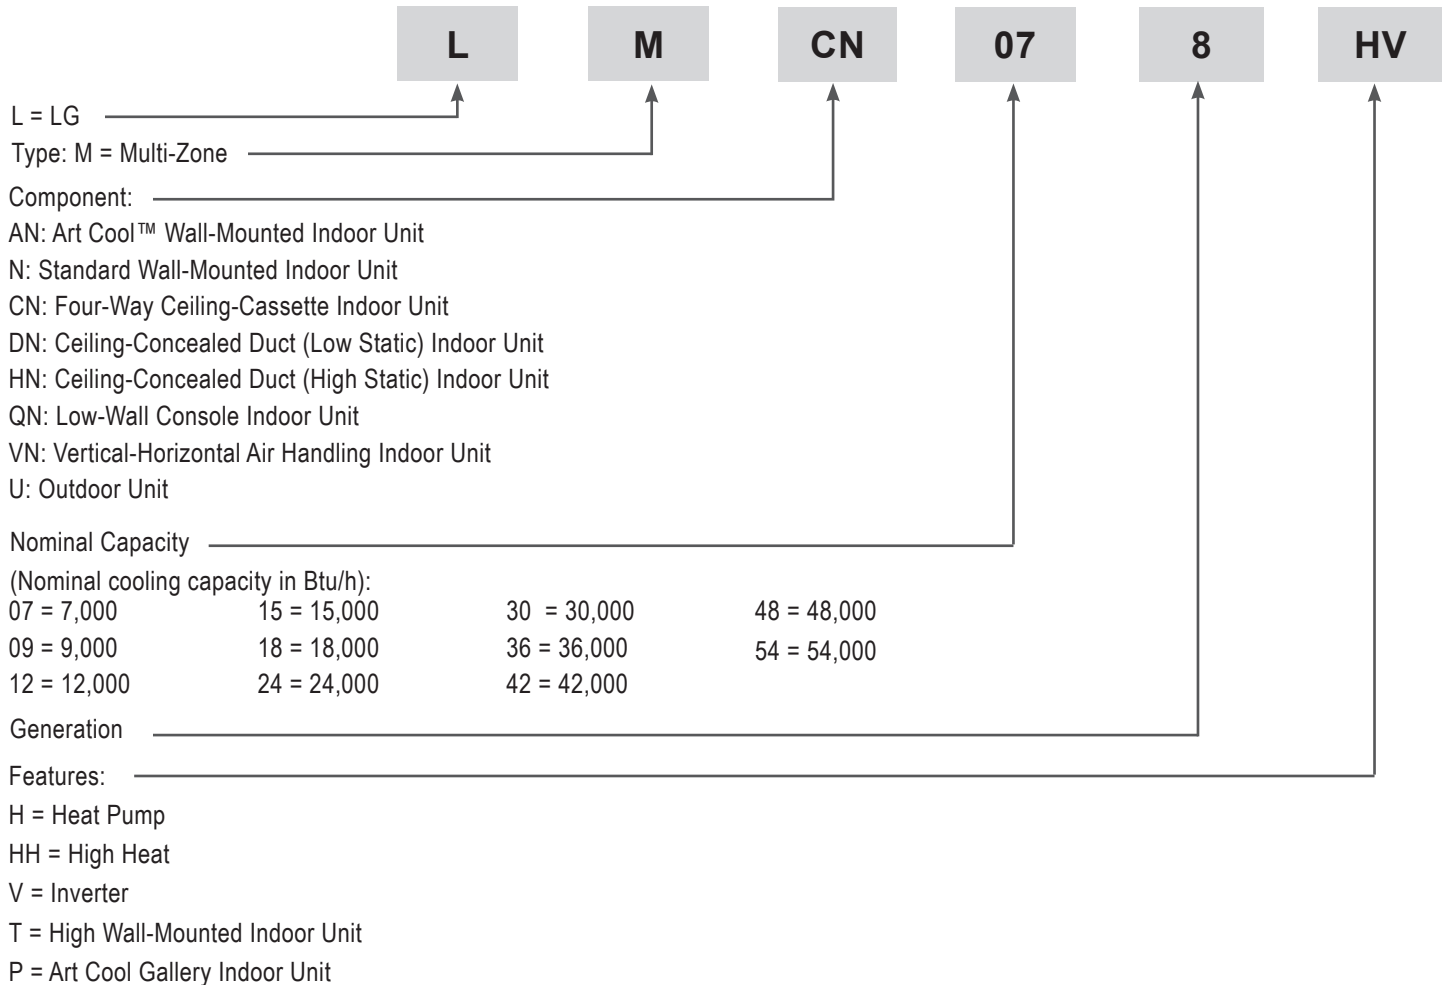 L M CN 07 8 HV
L = LG
Type: M = Multi-Zone
Component:
AN: Art Cool™ Wall-Mounted Indoor Unit
N: Standard Wall-Mounted Indoor Unit
CN: Four-Way Ceiling-Cassette Indoor Unit
DN: Ceiling-Concealed Duct (Low Static) Indoor Unit
HN: Ceiling-Concealed Duct (High Static) Indoor Unit
QN: Low-Wall Console Indoor Unit
VN: Vertical-Horizontal Air Handling Indoor Unit
U: Outdoor Unit
Nominal Capacity
(Nominal cooling capacity in Btu/h):
07 = 7,000 15 = 15,000 30 = 30,000 48 = 48,000
09 = 9,000 18 = 18,000 36 = 36,000 54 = 54,000
12 = 12,000 24 = 24,000 42 = 42,000
Generation
Features:
H = Heat Pump
HH = High Heat
V = Inverter
T = High Wall-Mounted Indoor Unit
P = Art Cool Gallery Indoor Unit